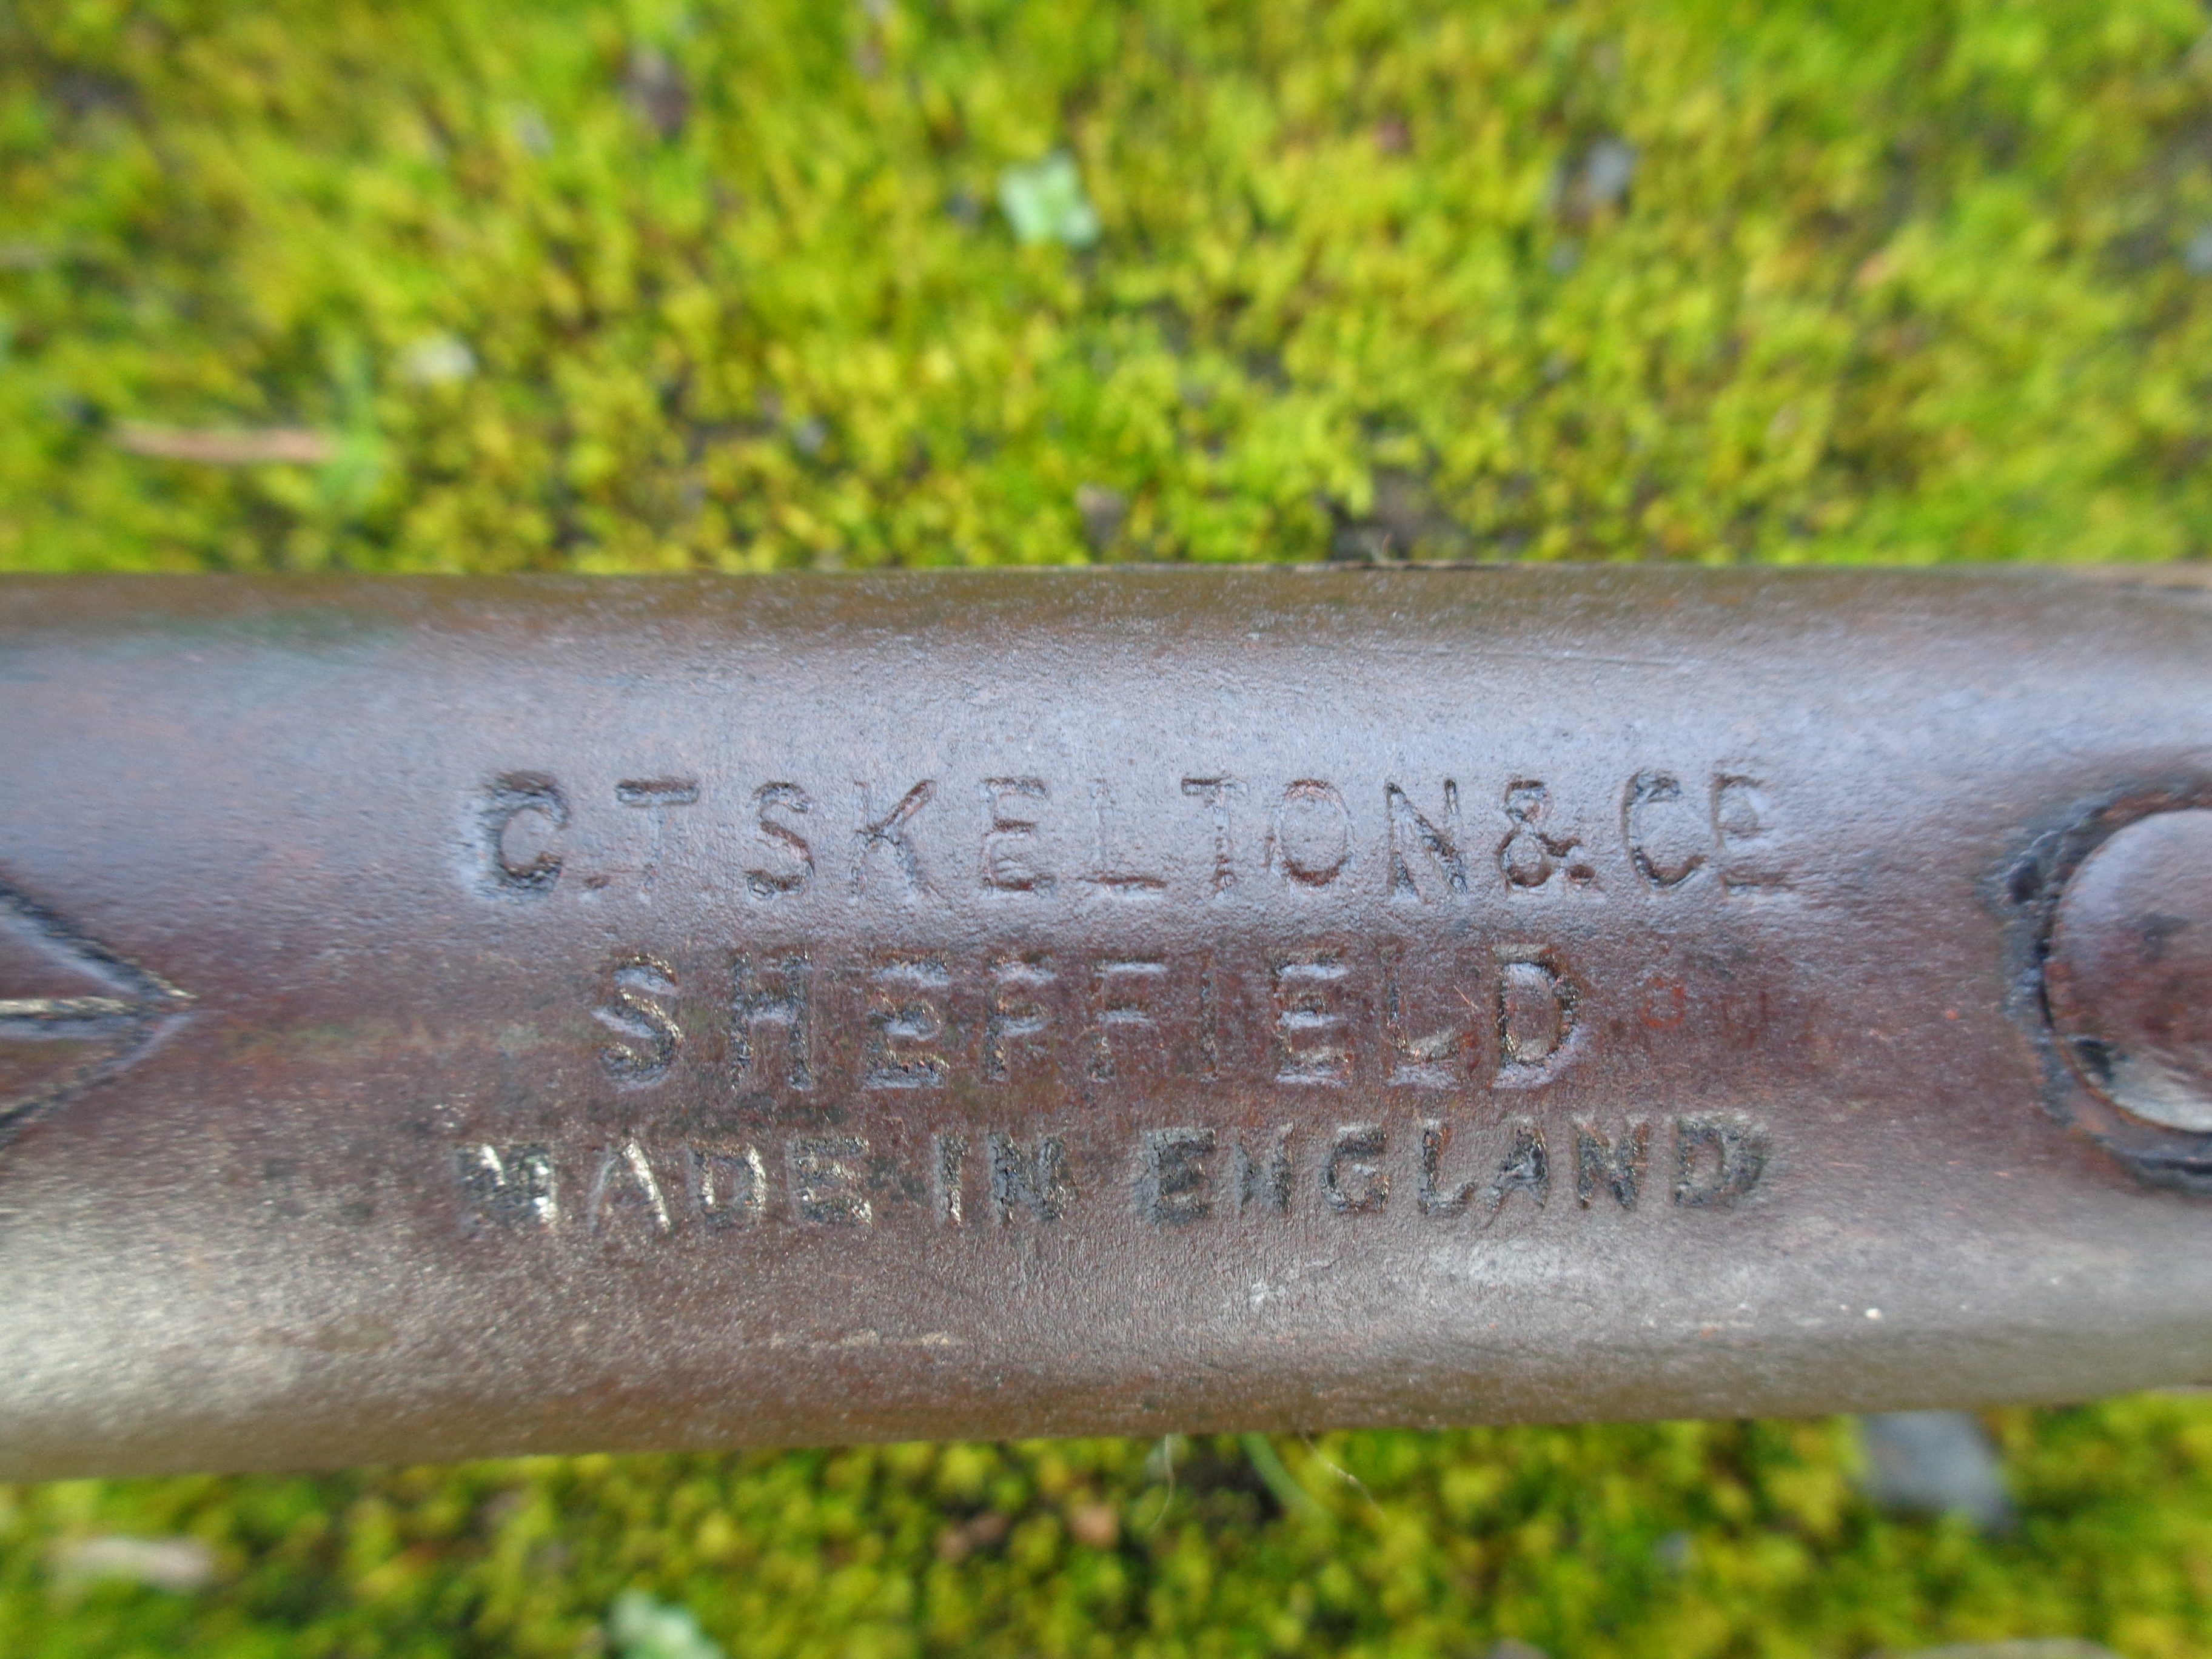 C.T.SKELTON & Co
SHEFFIELD
MADE IN ENGLAND